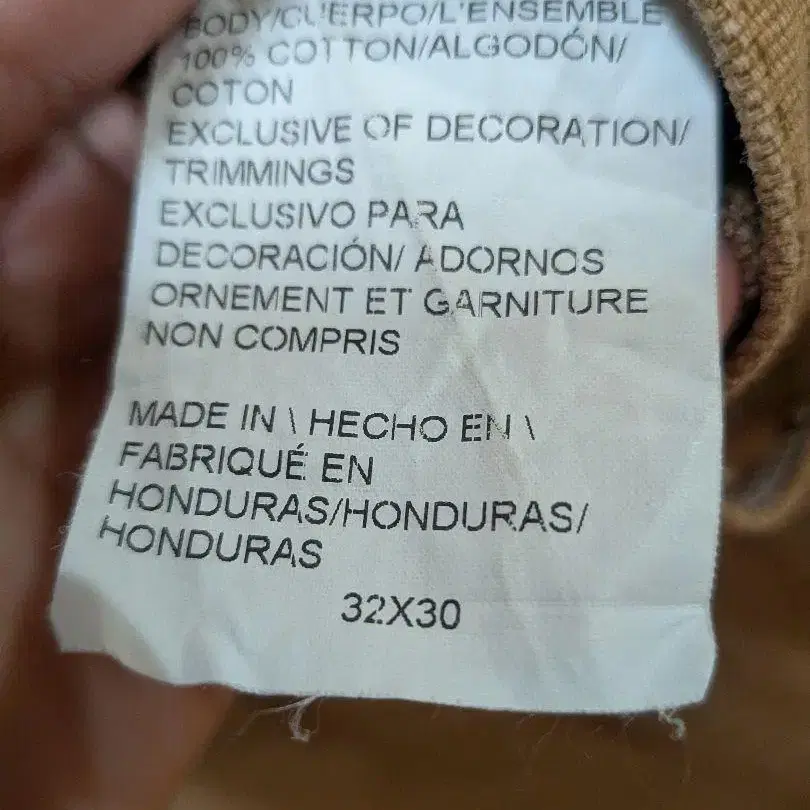 BODY/CUERPO/L'ENSEMBLE
100% COTTON/ALGODÓN/
COTON
EXCLUSIVE OF DECORATION/
TRIMMINGS
EXCLUSIVO PARA
DECORACIÓN/ ADORNOS
ORNEMENT ET GARNITURE
NON COMPRIS
MADE IN \ HECHO EN \
FABRIQUÉ EN
HONDURAS/HONDURAS/
HONDURAS
32X30